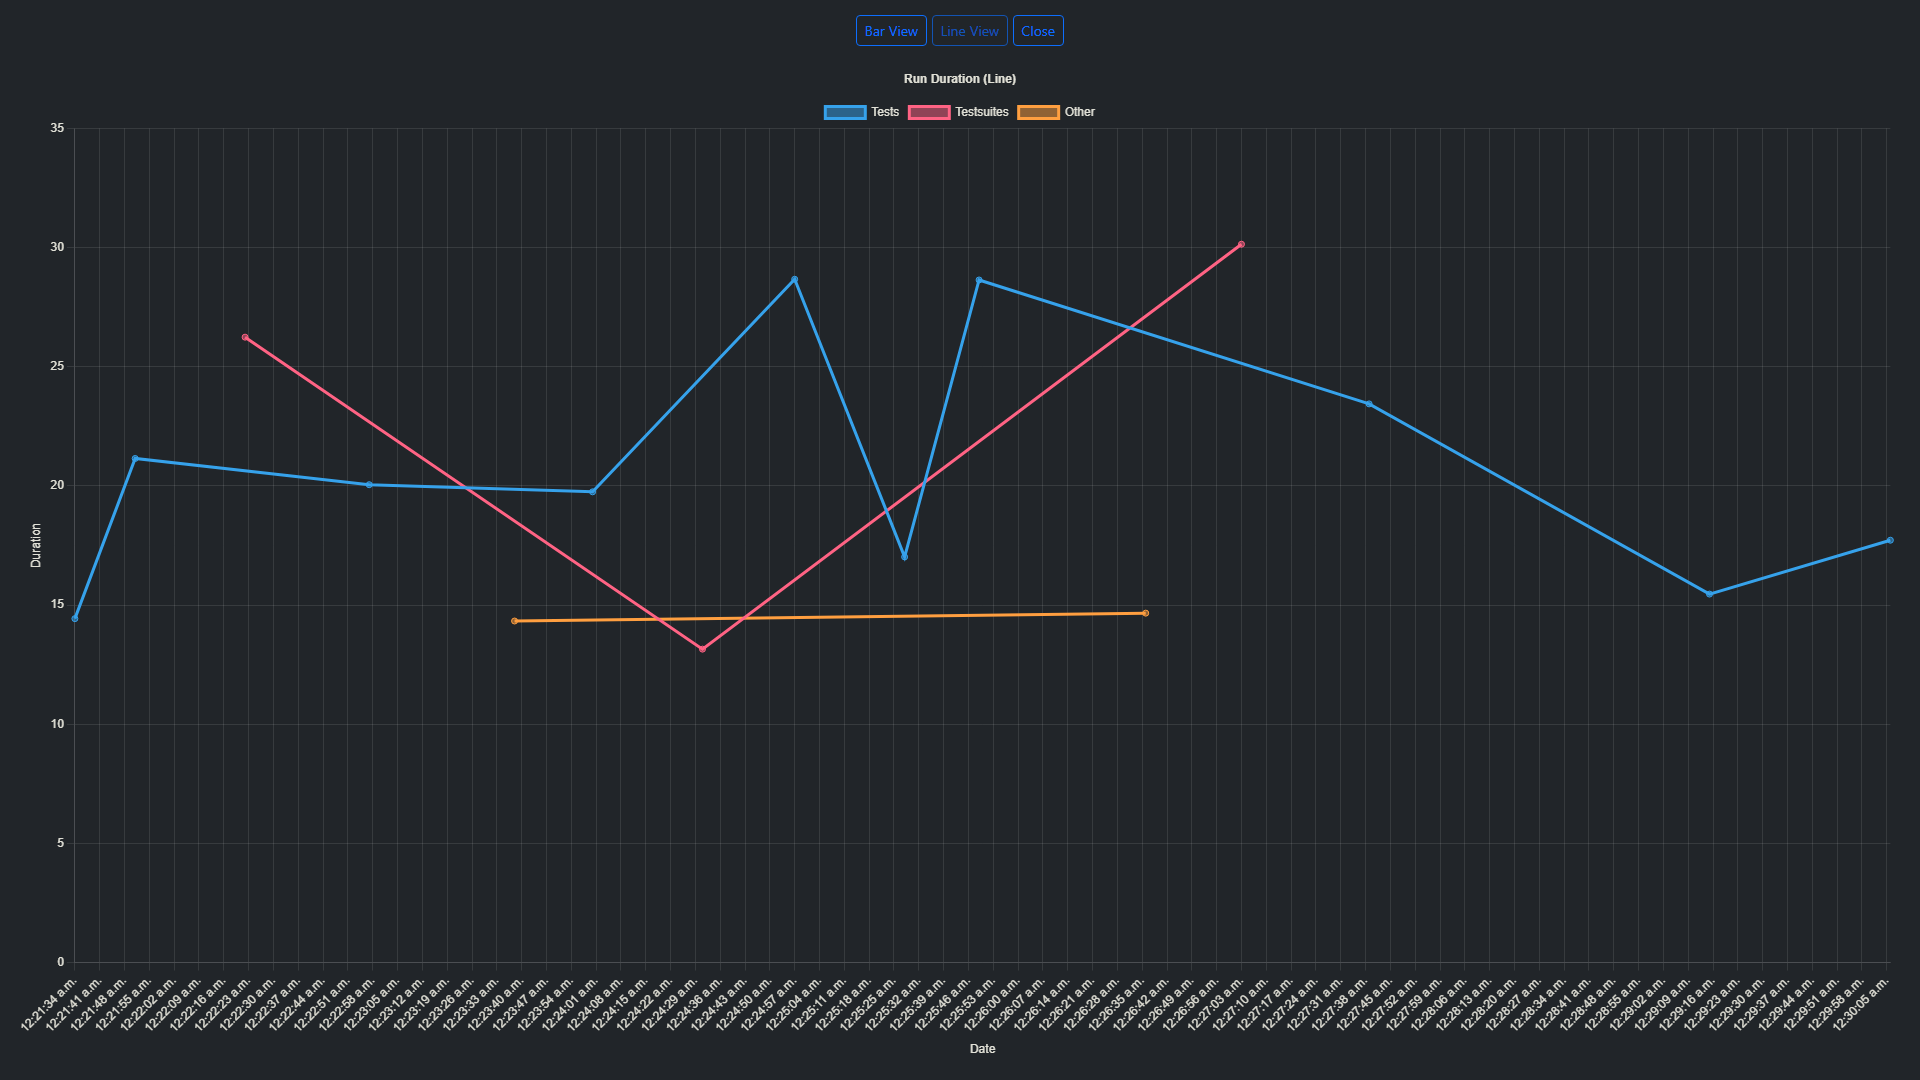 Bar View Line View Close
Run Duration (Line)
Tests Testsuites Other
35
30
25
20
15
10
5
0
Duration
12:21:34 a.m. 12:21:41 a.m. 12:21:48 a.m. 12:21:55 a.m. 12:22:02 a.m. 12:22:09 a.m. 12:22:16 a.m. 12:22:23 a.m. 12:22:30 a.m. 12:22:37 a.m. 12:22:44 a.m. 12:22:51 a.m. 12:22:58 a.m. 12:23:05 a.m. 12:23:12 a.m. 12:23:19 a.m. 12:23:26 a.m. 12:23:33 a.m. 12:23:40 a.m. 12:23:47 a.m. 12:23:54 a.m. 12:24:01 a.m. 12:24:08 a.m. 12:24:15 a.m. 12:24:22 a.m. 12:24:29 a.m. 12:24:36 a.m. 12:24:43 a.m. 12:24:50 a.m. 12:24:57 a.m. 12:25:04 a.m. 12:25:11 a.m. 12:25:18 a.m. 12:25:25 a.m. 12:25:32 a.m. 12:25:39 a.m. 12:25:46 a.m. 12:25:53 a.m. 12:26:00 a.m. 12:26:07 a.m. 12:26:14 a.m. 12:26:21 a.m. 12:26:28 a.m. 12:26:35 a.m. 12:26:42 a.m. 12:26:49 a.m. 12:26:56 a.m. 12:27:03 a.m. 12:27:10 a.m. 12:27:17 a.m. 12:27:24 a.m. 12:27:31 a.m. 12:27:38 a.m. 12:27:45 a.m. 12:27:52 a.m. 12:27:59 a.m. 12:28:06 a.m. 12:28:13 a.m. 12:28:20 a.m. 12:28:27 a.m. 12:28:34 a.m. 12:28:41 a.m. 12:28:48 a.m. 12:28:55 a.m. 12:29:02 a.m. 12:29:09 a.m. 12:29:16 a.m. 12:29:23 a.m. 12:29:30 a.m. 12:29:37 a.m. 12:29:44 a.m. 12:29:51 a.m. 12:29:58 a.m. 12:30:05 a.m.
Date